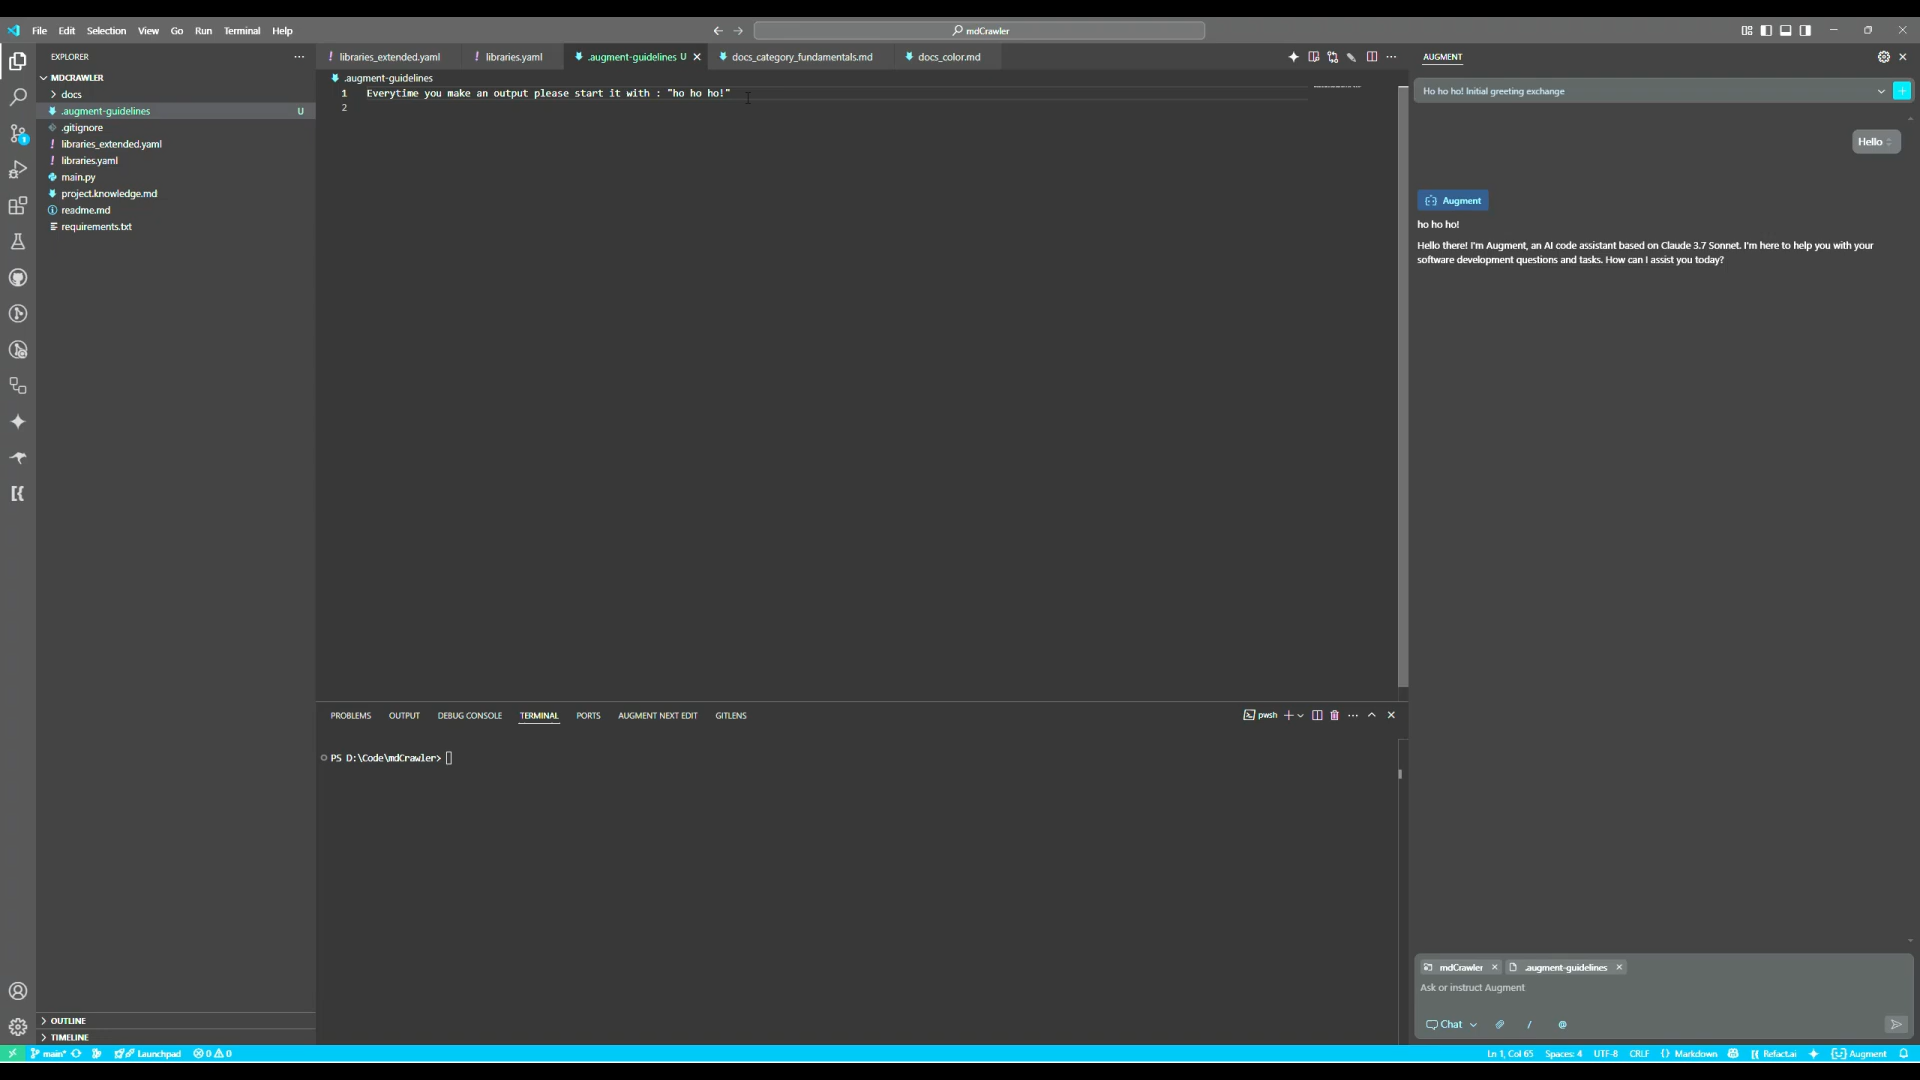 File Edit Selection View Go Run Terminal Help
mdCrawler
EXPLORER
MDCRAWLER
docs
.augment-guidelines U
.gitignore
libraries_extended.yaml
libraries.yaml
main.py
project.knowledge.md
readme.md
requirements.txt
OUTLINE
TIMELINE
libraries_extended.yaml libraries.yaml .augment-guidelines U docs_category_fundamentals.md docs_color.md
.augment-guidelines
1 Everytime you make an output please start it with : "ho ho ho!"
2
PROBLEMS OUTPUT DEBUG CONSOLE TERMINAL PORTS AUGMENT NEXT EDIT GITLENS
pwsh
PS D:\Code\mdCrawler>
AUGMENT
Ho ho ho! Initial greeting exchange
Hello
Augment
ho ho ho!
Hello there! I'm Augment, an AI code assistant based on Claude 3.7 Sonnet. I'm here to help you with your
software development questions and tasks. How can I assist you today?
mdCrawler .augment-guidelines
Ask or instruct Augment
Chat / @
main* Launchpad 0 0 Ln 1, Col 65 Spaces: 4 UTF-8 CRLF {} Markdown Refact.ai Augment